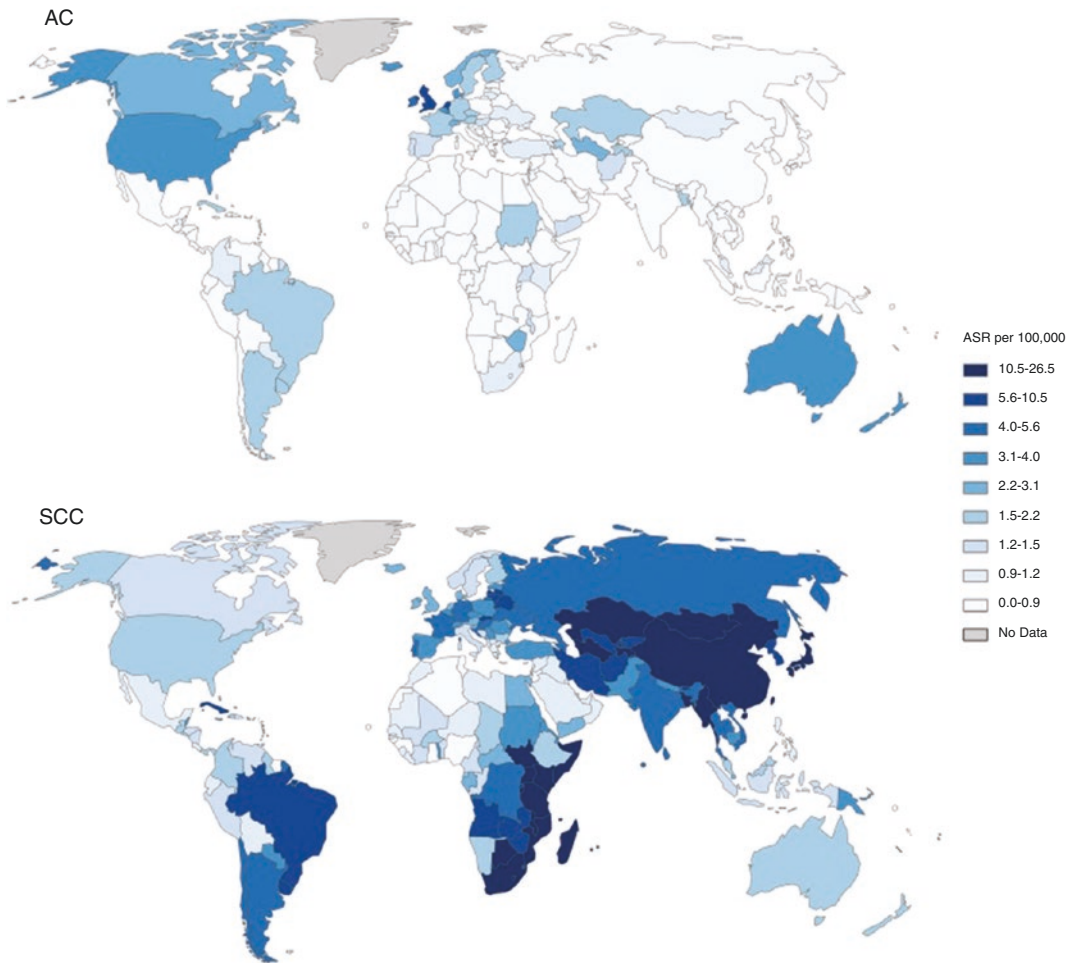 AC
ASR per 100,000
10.5-26.5
5.6-10.5
4.0-5.6
3.1-4.0
2.2-3.1
1.5-2.2
1.2-1.5
0.9-1.2
0.0-0.9
No Data
SCC